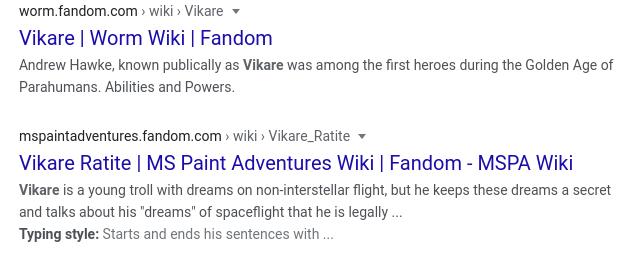 worm.fandom.com › wiki › Vikare
Vikare | Worm Wiki | Fandom
Andrew Hawke, known publically as Vikare was among the first heroes during the Golden Age of
Parahumans. Abilities and Powers.
mspaintadventures.fandom.com › wiki › Vikare_Ratite
Vikare Ratite | MS Paint Adventures Wiki | Fandom - MSPA Wiki
Vikare is a young troll with dreams on non-interstellar flight, but he keeps these dreams a secret
and talks about his "dreams" of spaceflight that he is legally ...
Typing style: Starts and ends his sentences with ...